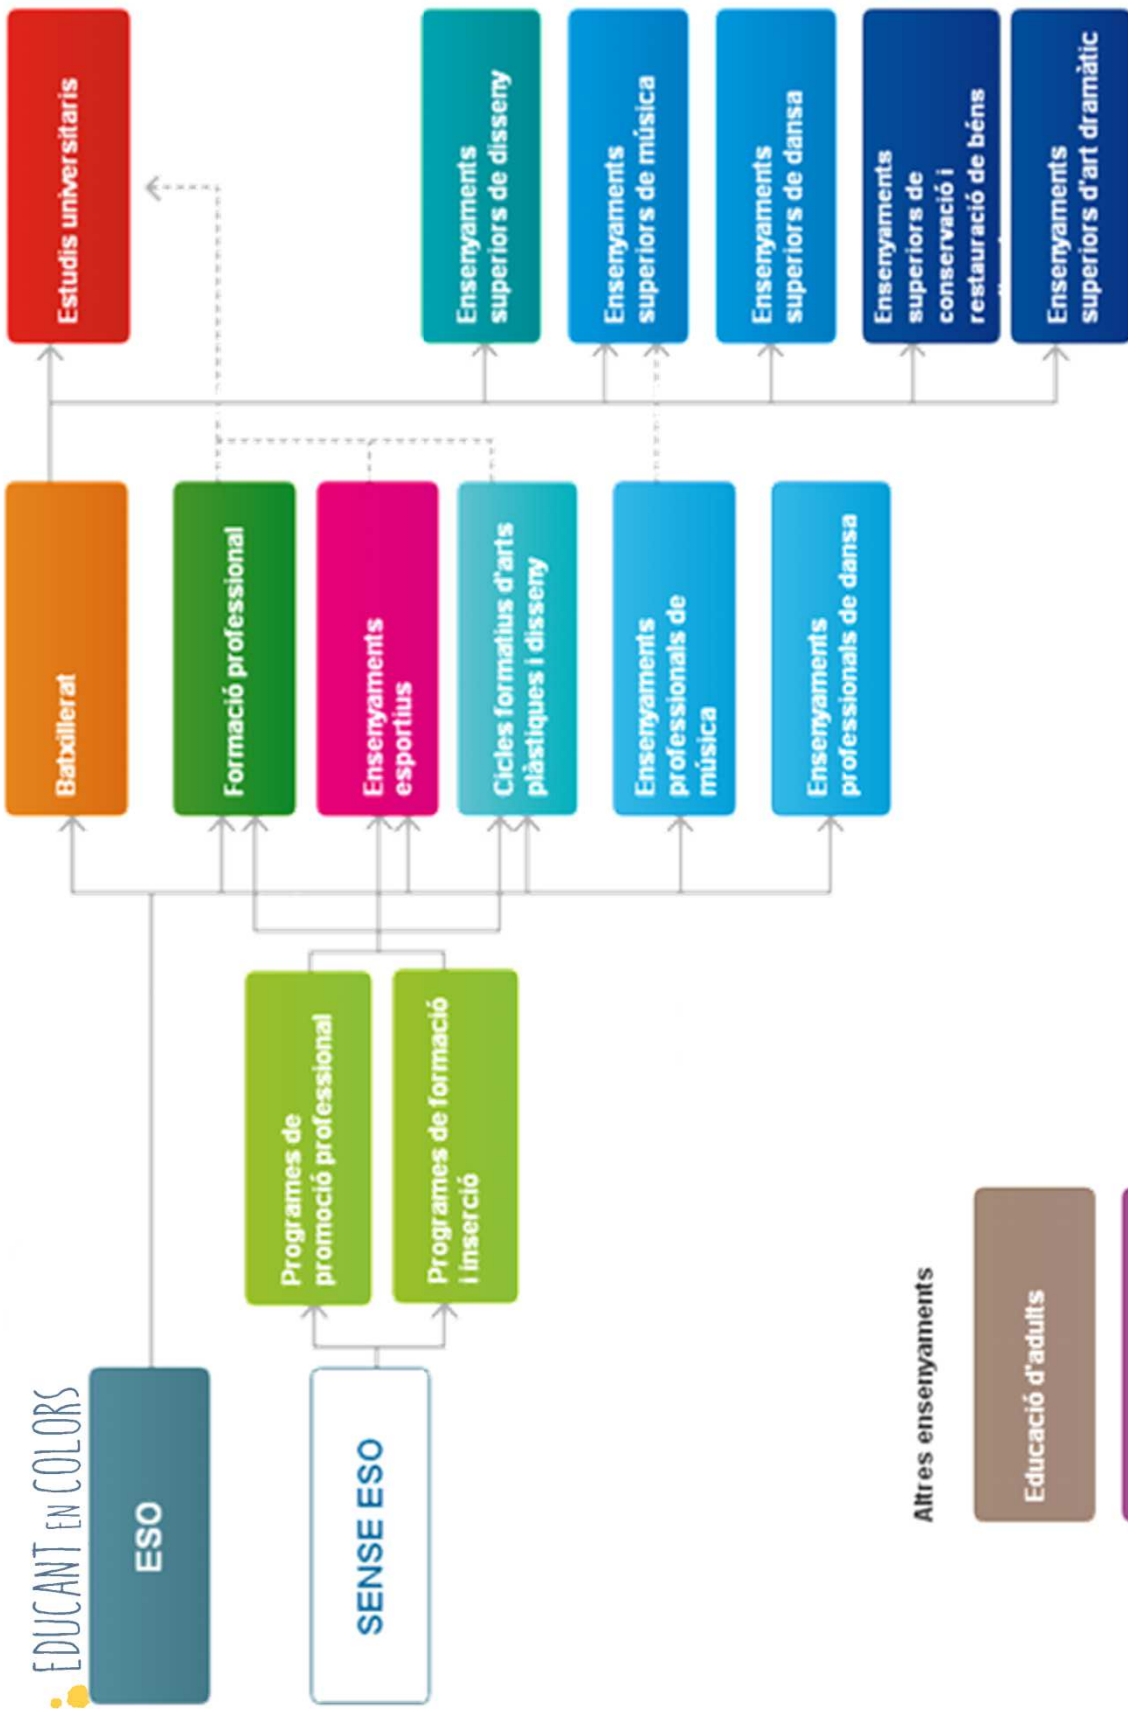 EDUCANT EN COLORS
ESO
SENSE ESO
Programes de
promoció professional
Programes de formació
i inserció
Batxillerat
Formació professional
Ensenyaments
esportius
Cicles formatius d'arts
plàstiques i disseny
Ensenyaments
professionals de
música
Ensenyaments
professionals de dansa
Estudis universitaris
Ensenyaments
superiors de disseny
Ensenyaments
superiors de música
Ensenyaments
superiors de dansa
Ensenyaments
superiors de
conservació i
restauració de béns
Ensenyaments
superiors d'art dramàtic
Altres ensenyaments
Educació d'adults